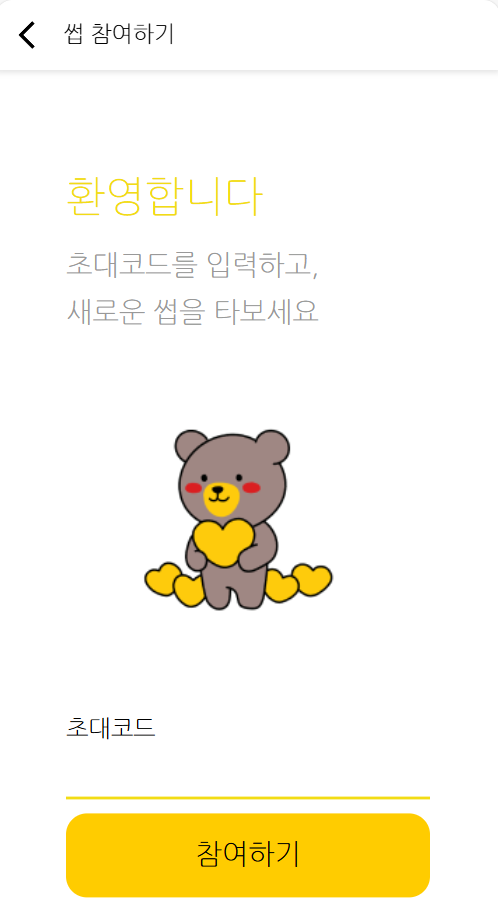 썹 참여하기
환영합니다
초대코드를 입력하고,
새로운 썹을 타보세요
초대코드
참여하기